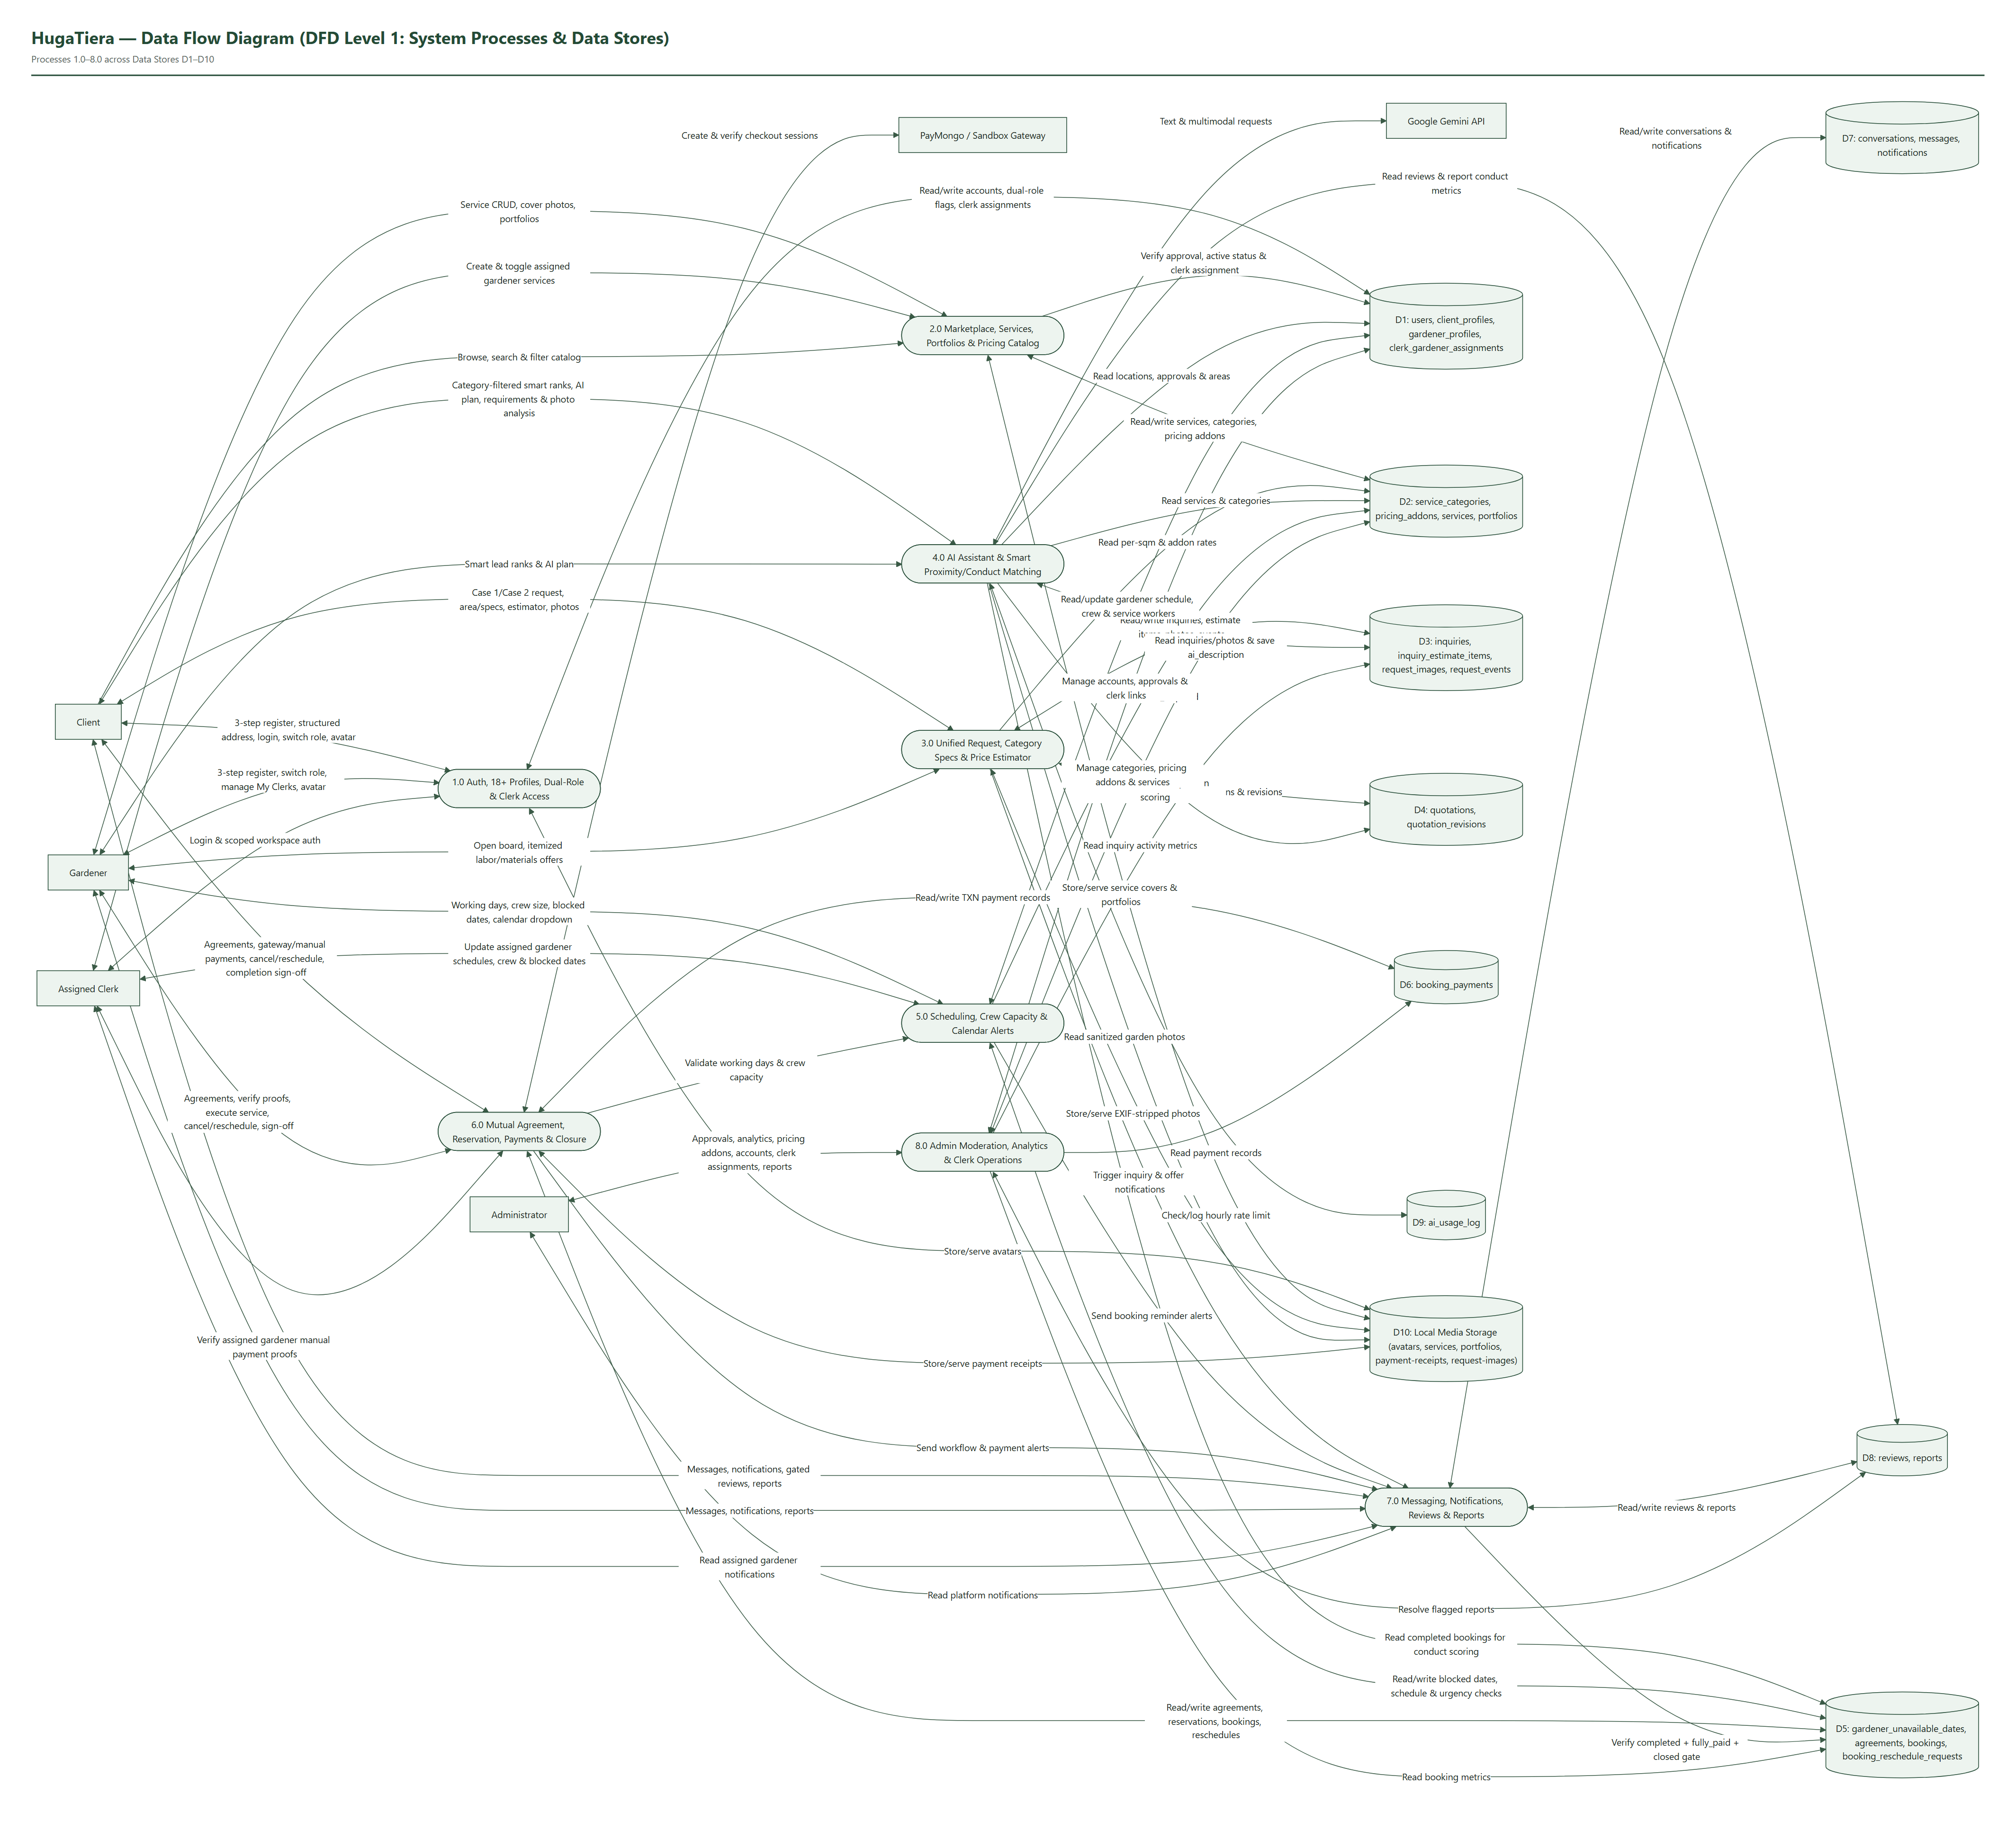 HugaTiera — Data Flow Diagram (DFD Level 1: System Processes & Data Stores)
Processes 1.0–8.0 across Data Stores D1–D10
Create & verify checkout sessions
PayMongo / Sandbox Gateway
Text & multimodal requests
Google Gemini API
Read/write conversations &
notifications
D7: conversations, messages,
notifications
Service CRUD, cover photos,
portfolios
Read/write accounts, dual-role
flags, clerk assignments
Read reviews & report conduct
metrics
Create & toggle assigned
gardener services
Verify approval, active status &
clerk assignment
2.0 Marketplace, Services,
Portfolios & Pricing Catalog
D1: users, client_profiles,
gardener_profiles,
clerk_gardener_assignments
Browse, search & filter catalog
Read locations, approvals & areas
Category-filtered smart ranks, AI
plan, requirements & photo
analysis
Read/write services, categories,
pricing addons
Read services & categories
D2: service_categories,
pricing_addons, services, portfolios
Read per-sqm & addon rates
Smart lead ranks & AI plan
4.0 AI Assistant & Smart
Proximity/Conduct Matching
Case 1/Case 2 request,
area/specs, estimator, photos
Read/update gardener schedule,
crew & service workers
Read/write inquiries, estimate
Read inquiries/photos & save
ai_description
D3: inquiries,
inquiry_estimate_items,
request_images, request_events
Manage accounts, approvals &
clerk links
Client
3-step register, structured
address, login, switch role, avatar
3.0 Unified Request, Category
Specs & Price Estimator
3-step register, switch role,
manage My Clerks, avatar
1.0 Auth, 18+ Profiles, Dual-Role
& Clerk Access
Manage categories, pricing
addons & services
scoring
n
ns & revisions
D4: quotations,
quotation_revisions
Login & scoped workspace auth
Open board, itemized
labor/materials offers
Read inquiry activity metrics
Gardener
Working days, crew size, blocked
dates, calendar dropdown
Read/write TXN payment records
Store/serve service covers &
portfolios
Agreements, gateway/manual
payments, cancel/reschedule,
completion sign-off
Update assigned gardener
schedules, crew & blocked dates
Assigned Clerk
D6: booking_payments
5.0 Scheduling, Crew Capacity &
Calendar Alerts
Read sanitized garden photos
Validate working days & crew
capacity
Agreements, verify proofs,
execute service,
cancel/reschedule, sign-off
6.0 Mutual Agreement,
Reservation, Payments & Closure
Store/serve EXIF-stripped photos
Approvals, analytics, pricing
addons, accounts, clerk
assignments, reports
8.0 Admin Moderation, Analytics
& Clerk Operations
Read payment records
Trigger inquiry & offer
notifications
Administrator
Check/log hourly rate limit
D9: ai_usage_log
Store/serve avatars
Send booking reminder alerts
D10: Local Media Storage
(avatars, services, portfolios,
payment-receipts, request-images)
Verify assigned gardener manual
payment proofs
Store/serve payment receipts
Send workflow & payment alerts
D8: reviews, reports
Messages, notifications, gated
reviews, reports
Messages, notifications, reports
7.0 Messaging, Notifications,
Reviews & Reports
Read/write reviews & reports
Read assigned gardener
notifications
Read platform notifications
Resolve flagged reports
Read completed bookings for
conduct scoring
Read/write blocked dates,
schedule & urgency checks
Read/write agreements,
reservations, bookings,
reschedules
Verify completed + fully_paid +
closed gate
D5: gardener_unavailable_dates,
agreements, bookings,
booking_reschedule_requests
Read booking metrics